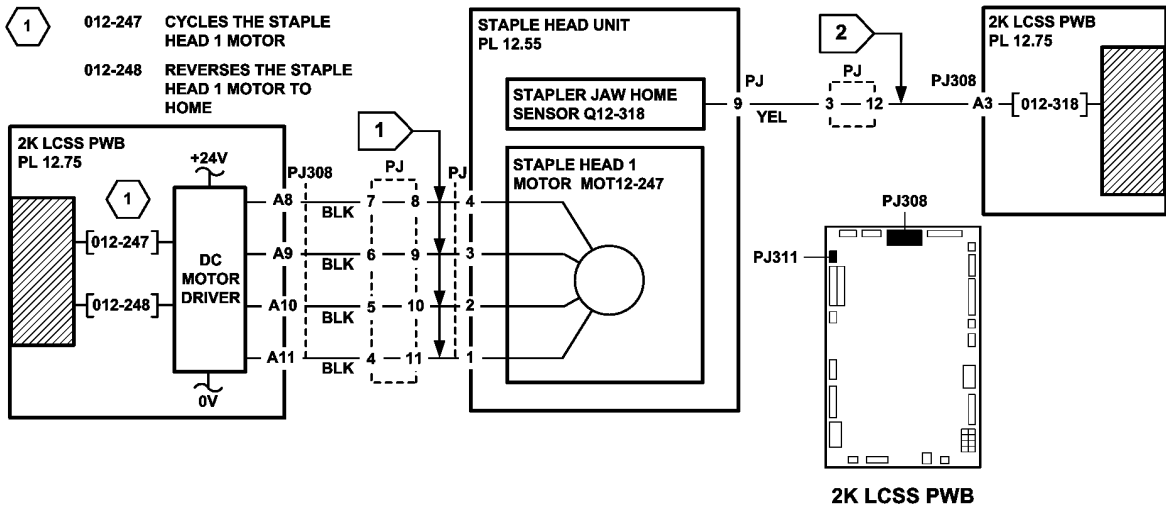 1
012-247 CYCLES THE STAPLE
HEAD 1 MOTOR
012-248 REVERSES THE STAPLE
HEAD 1 MOTOR TO
HOME
2K LCSS PWB
PL 12.75
+24V
1
012-247
012-248
DC
MOTOR
DRIVER
0V
PJ308
A8
A9
A10
A11
BLK
BLK
BLK
BLK
PJ
7 8
6 9
5 10
4 11
1
PJ
4
3
2
1
STAPLE HEAD UNIT
PL 12.55
STAPLER JAW HOME
SENSOR Q12-318
STAPLE HEAD 1
MOTOR MOT12-247
PJ
9
YEL
PJ
3 12
2
PJ308
A3
012-318
2K LCSS PWB
PL 12.75
PJ308
PJ311
2K LCSS PWB